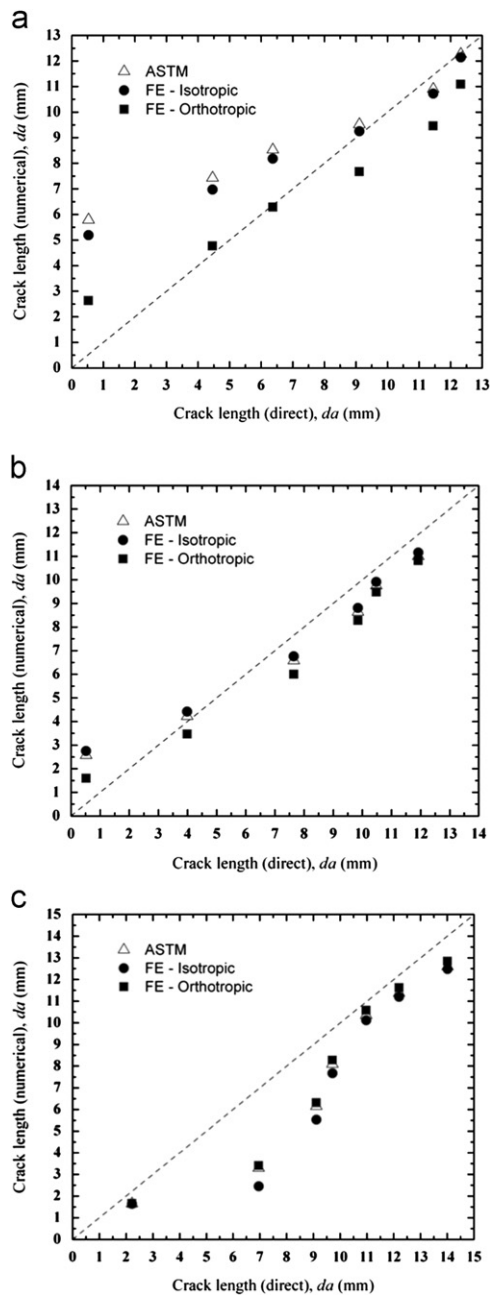 a
13
12
11
10
9
8
7
6
5
4
3
2
1
0
Crack length (numerical), da (mm)
ASTM
FE - Isotropic
FE - Orthotropic
0 1 2 3 4 5 6 7 8 9 10 11 12 13
Crack length (direct), da (mm)
b
14
13
12
11
10
9
8
7
6
5
4
3
2
1
0
Crack length (numerical), da (mm)
ASTM
FE - Isotropic
FE - Orthotropic
0 1 2 3 4 5 6 7 8 9 10 11 12 13 14
Crack length (direct), da (mm)
c
15
14
13
12
11
10
9
8
7
6
5
4
3
2
1
0
Crack length (numerical), da (mm)
ASTM
FE - Isotropic
FE - Orthotropic
0 1 2 3 4 5 6 7 8 9 10 11 12 13 14 15
Crack length (direct), da (mm)